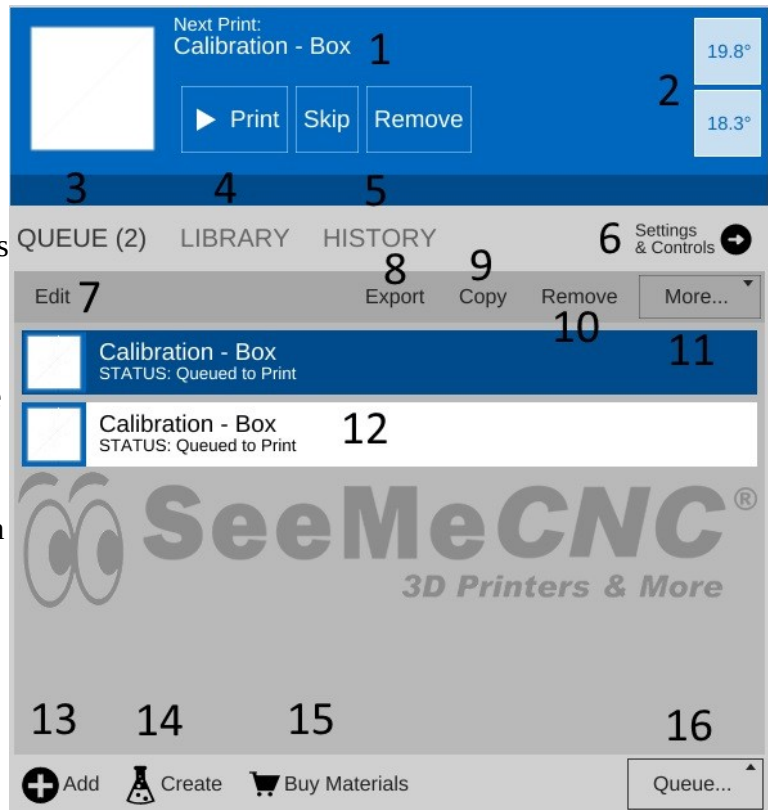 Next Print:
Calibration - Box 1
19.8°
2
Print Skip Remove
18.3°
3 4 5
s
QUEUE (2) LIBRARY HISTORY 6 Settings
& Controls
8 9
Edit 7 Export Copy Remove More...
10 11
Calibration - Box
STATUS: Queued to Print
Calibration - Box 12
STATUS: Queued to Print
SeeMeCNC®
3D Printers & More
13 14 15 16
Add Create Buy Materials Queue...